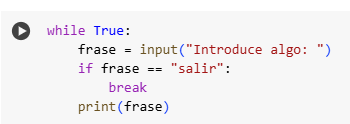 while True:
    frase = input("Introduce algo: ")
    if frase == "salir":
        break
    print(frase)